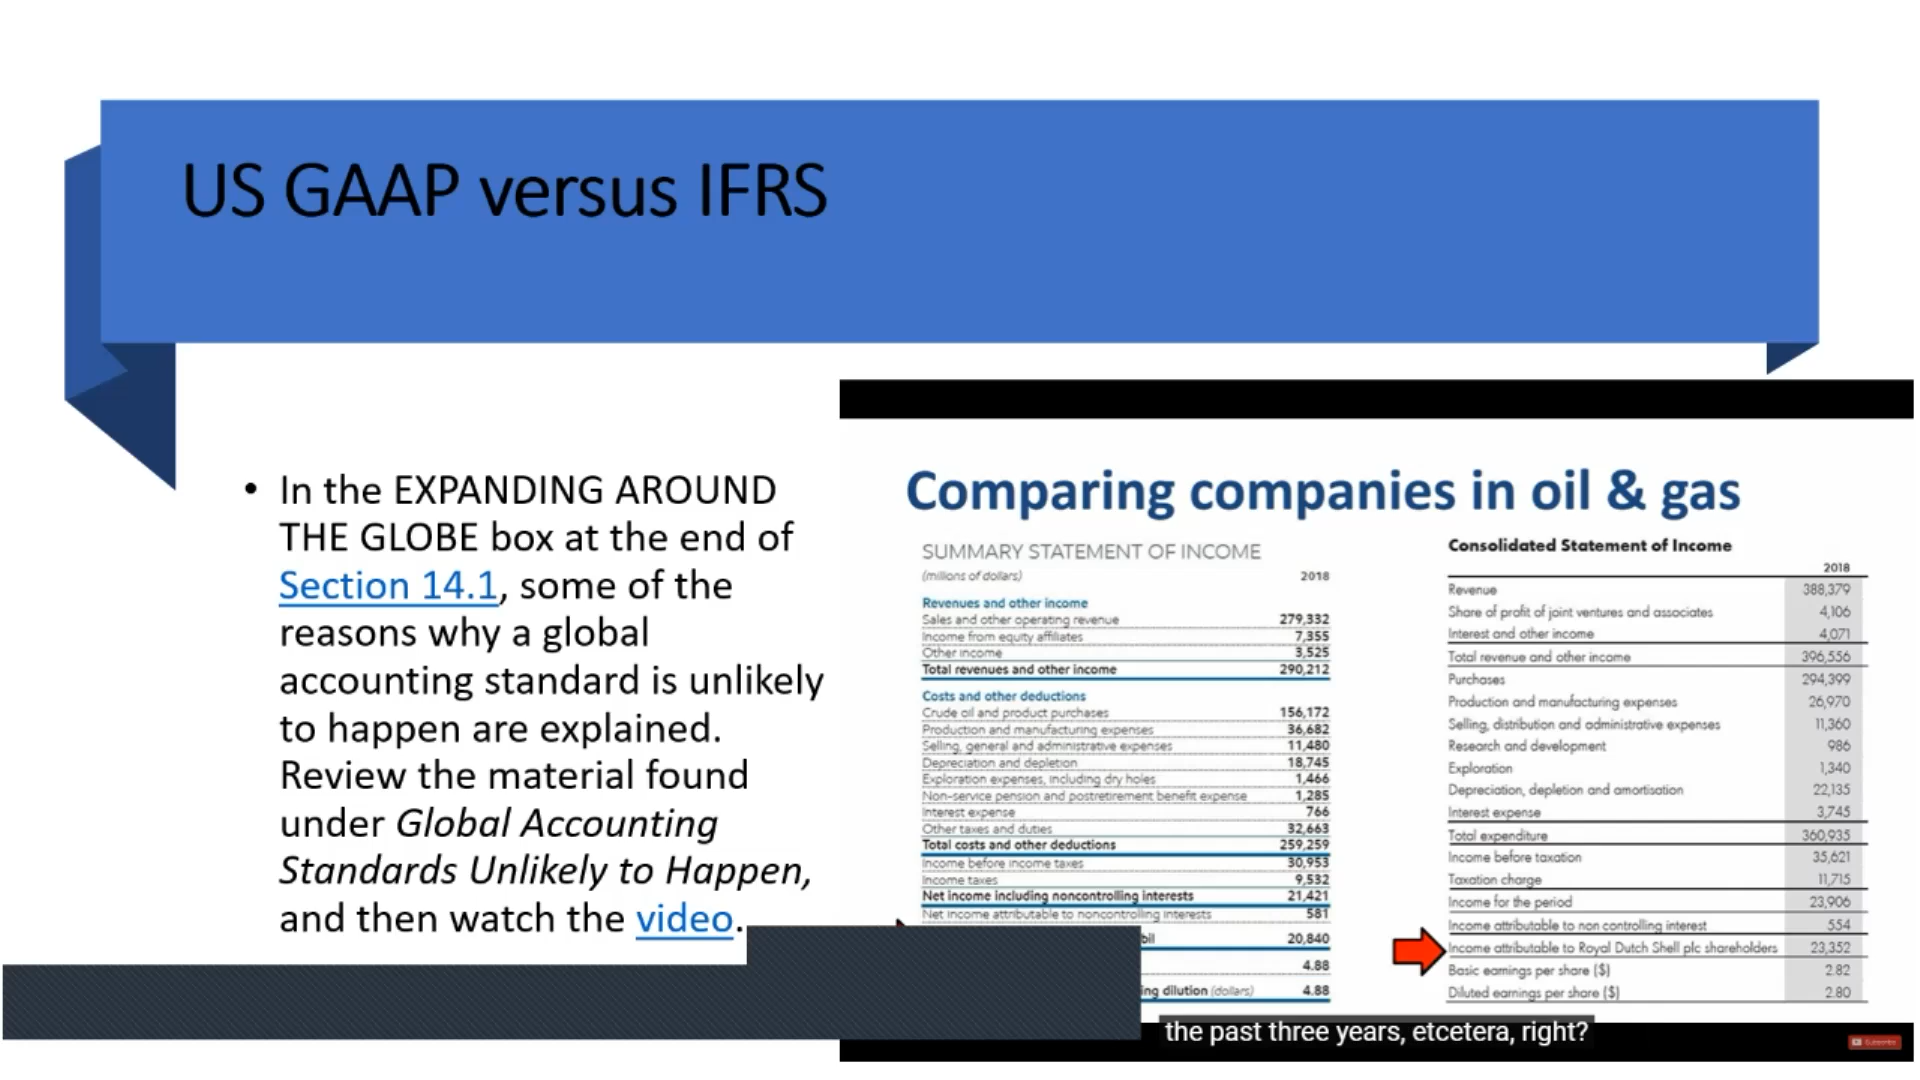 US GAAP versus IFRS
• In the EXPANDING AROUND
THE GLOBE box at the end of
Section 14.1, some of the
reasons why a global
accounting standard is unlikely
to happen are explained.
Review the material found
under Global Accounting
Standards Unlikely to Happen,
and then watch the video.
Comparing companies in oil & gas
SUMMARY STATEMENT OF INCOME
(millions of dollars) 2018
Revenues and other income
Sales and other operating revenue 279,332
Income from equity affiliates 7,355
Other income 3,525
Total revenues and other income 290,212
Costs and other deductions
Crude oil and product purchases 156,172
Production and manufacturing expenses 36,682
Selling, general and administrative expenses 11,480
Depreciation and depletion 18,745
Exploration expenses, including dry holes 1,466
Non-service pension and postretirement benefit expense 1,285
Interest expense 766
Other taxes and duties 32,663
Total costs and other deductions 259,259
Income before income taxes 30,953
Income taxes 9,532
Net income including noncontrolling interests 21,421
Net income attributable to noncontrolling interests 581
20,840
4.88
dilution (dollars) 4.88
Consolidated Statement of Income
2018
Revenue 388,379
Share of profit of joint ventures and associates 4,106
Interest and other income 4,071
Total revenue and other income 396,556
Purchases 294,399
Production and manufacturing expenses 26,970
Selling, distribution and administrative expenses 11,360
Research and development 986
Exploration 1,340
Depreciation, depletion and amortisation 22,135
Interest expense 3,745
Total expenditure 360,935
Income before taxation 35,621
Taxation charge 11,715
Income for the period 23,906
Income attributable to non controlling interest 554
Income attributable to Royal Dutch Shell plc shareholders 23,352
Basic earnings per share ($) 2.82
Diluted earnings per share ($) 2.80
the past three years, etcetera, right?
Subscribe